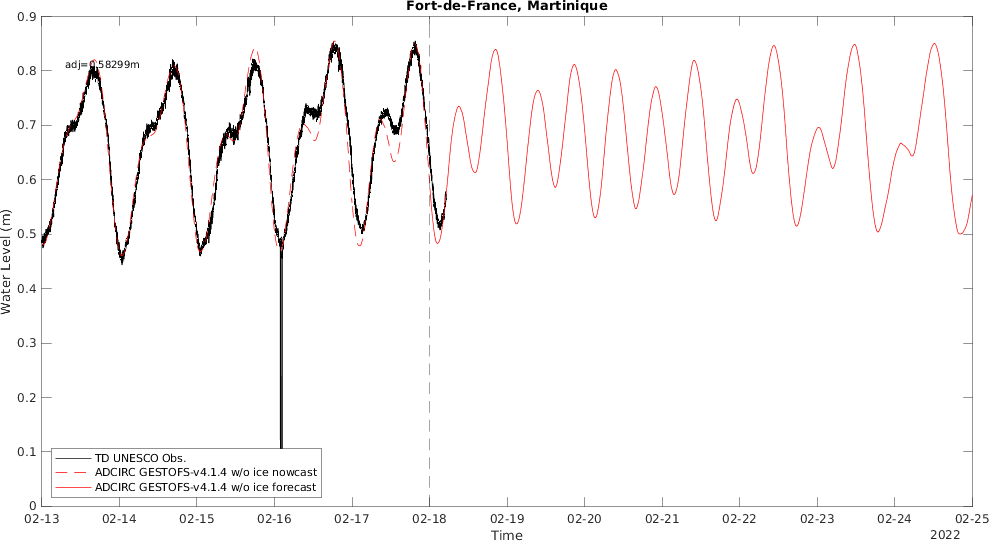 Fort-de-France, Martinique
0.9
0.8
0.7
0.6
0.5
0.4
0.3
0.2
0.1
0
Water Level (m)
adj=0.58299m
TD UNESCO Obs.
ADCIRC GESTOFS-v4.1.4 w/o ice nowcast
ADCIRC GESTOFS-v4.1.4 w/o ice forecast
02-13 02-14 02-15 02-16 02-17 02-18 02-19 02-20 02-21 02-22 02-23 02-24 02-25
Time
2022